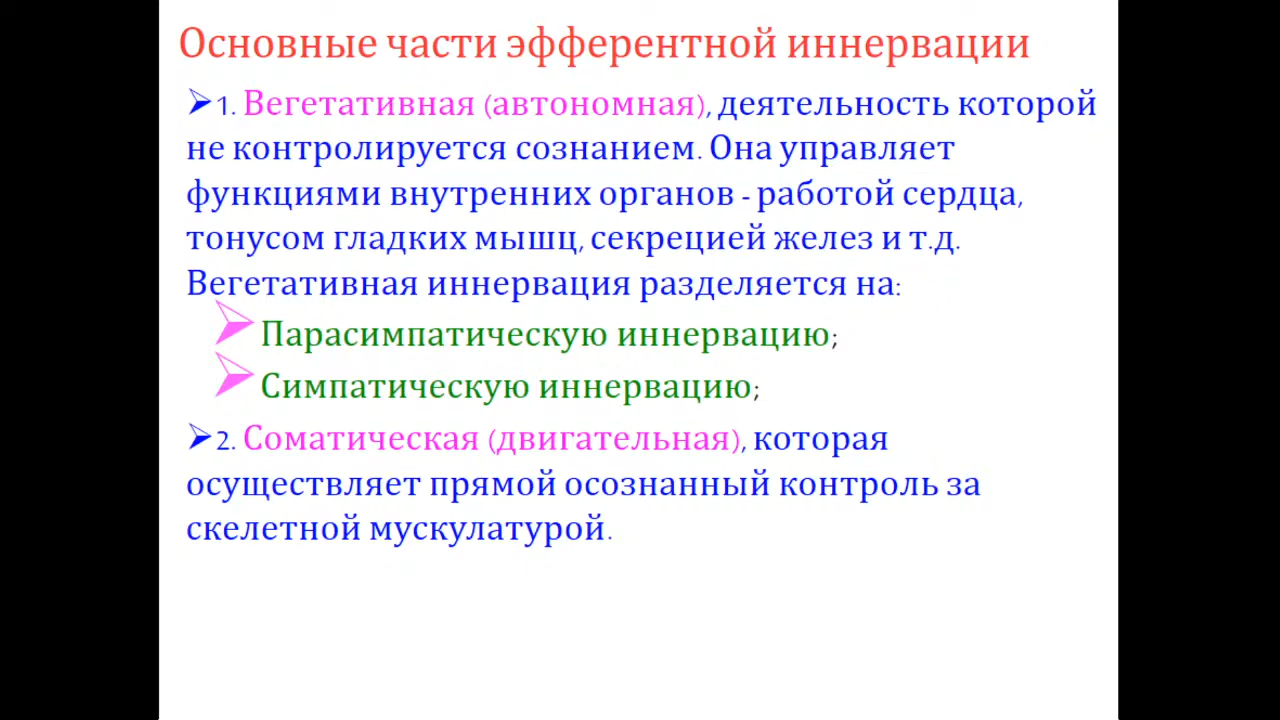 Основные части эфферентной иннервации
1. Вегетативная (автономная), деятельность которой
не контролируется сознанием. Она управляет
функциями внутренних органов - работой сердца,
тонусом гладких мышц, секрецией желез и т.д.
Вегетативная иннервация разделяется на:
Парасимпатическую иннервацию;
Симпатическую иннервацию;
2. Соматическая (двигательная), которая
осуществляет прямой осознанный контроль за
скелетной мускулатурой.